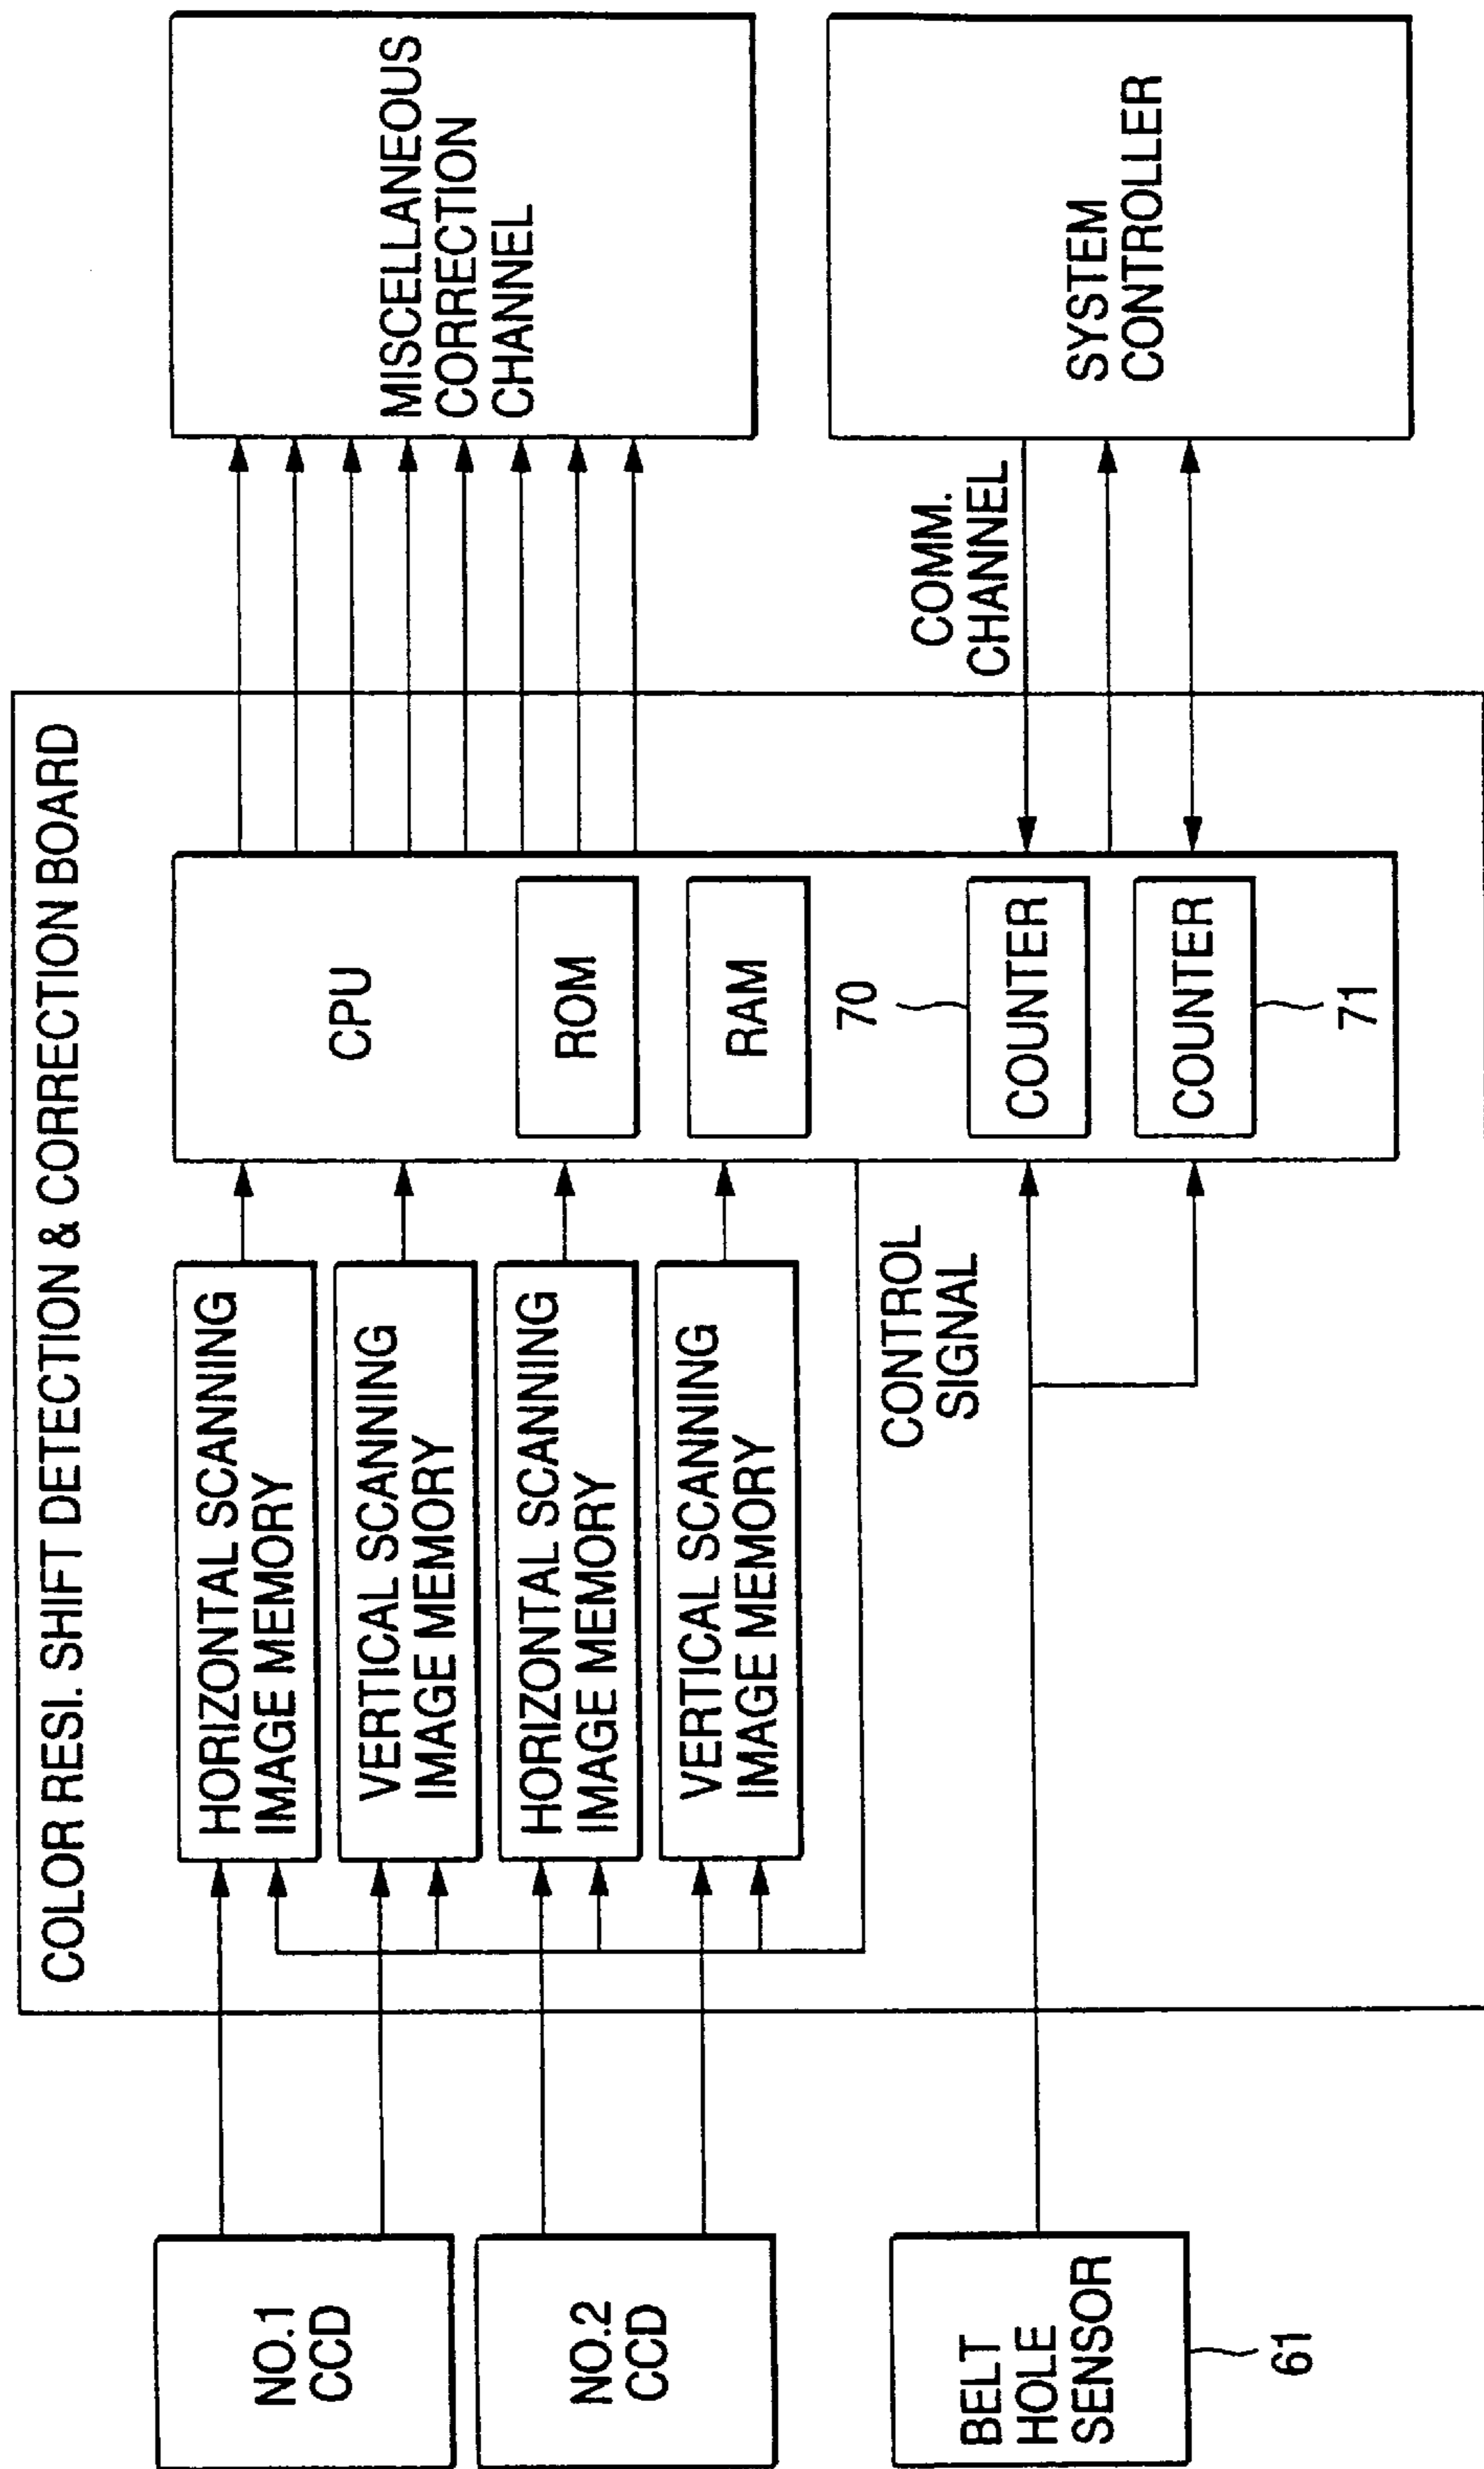 COLOR RESI. SHIFT DETECTION & CORRECTION BOARD
NO.1
CCD
NO.2
CCD
BELT
HOLE
SENSOR
61
HORIZONTAL SCANNING
IMAGE MEMORY
VERTICAL SCANNING
IMAGE MEMORY
HORIZONTAL SCANNING
IMAGE MEMORY
VERTICAL SCANNING
IMAGE MEMORY
CONTROL
SIGNAL
CPU
ROM
RAM
70
COUNTER
COUNTER
71
COMM.
CHANNEL
MISCELLANEOUS
CORRECTION
CHANNEL
SYSTEM
CONTROLLER